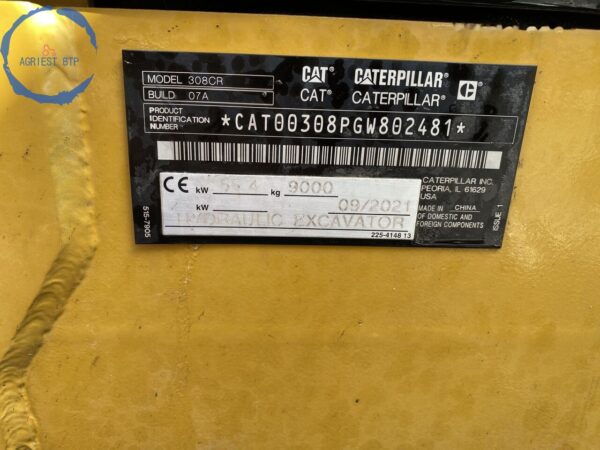 AGRIEST BTP
MODEL 308CR
BUILD 07A
CAT CATERPILLAR C
CAT® CATERPILLAR®
PRODUCT
IDENTIFICATION
NUMBER
*CAT00308PGW802481*
CE
kW 55.4 kg 9000
kW 09/2021
HYDRAULIC EXCAVATOR
225-4148 13
515-7905
CATERPILLAR INC.
PEORIA, IL 61629
USA
MADE IN CHINA
OF DOMESTIC AND
FOREIGN COMPONENTS
ISSUE 1